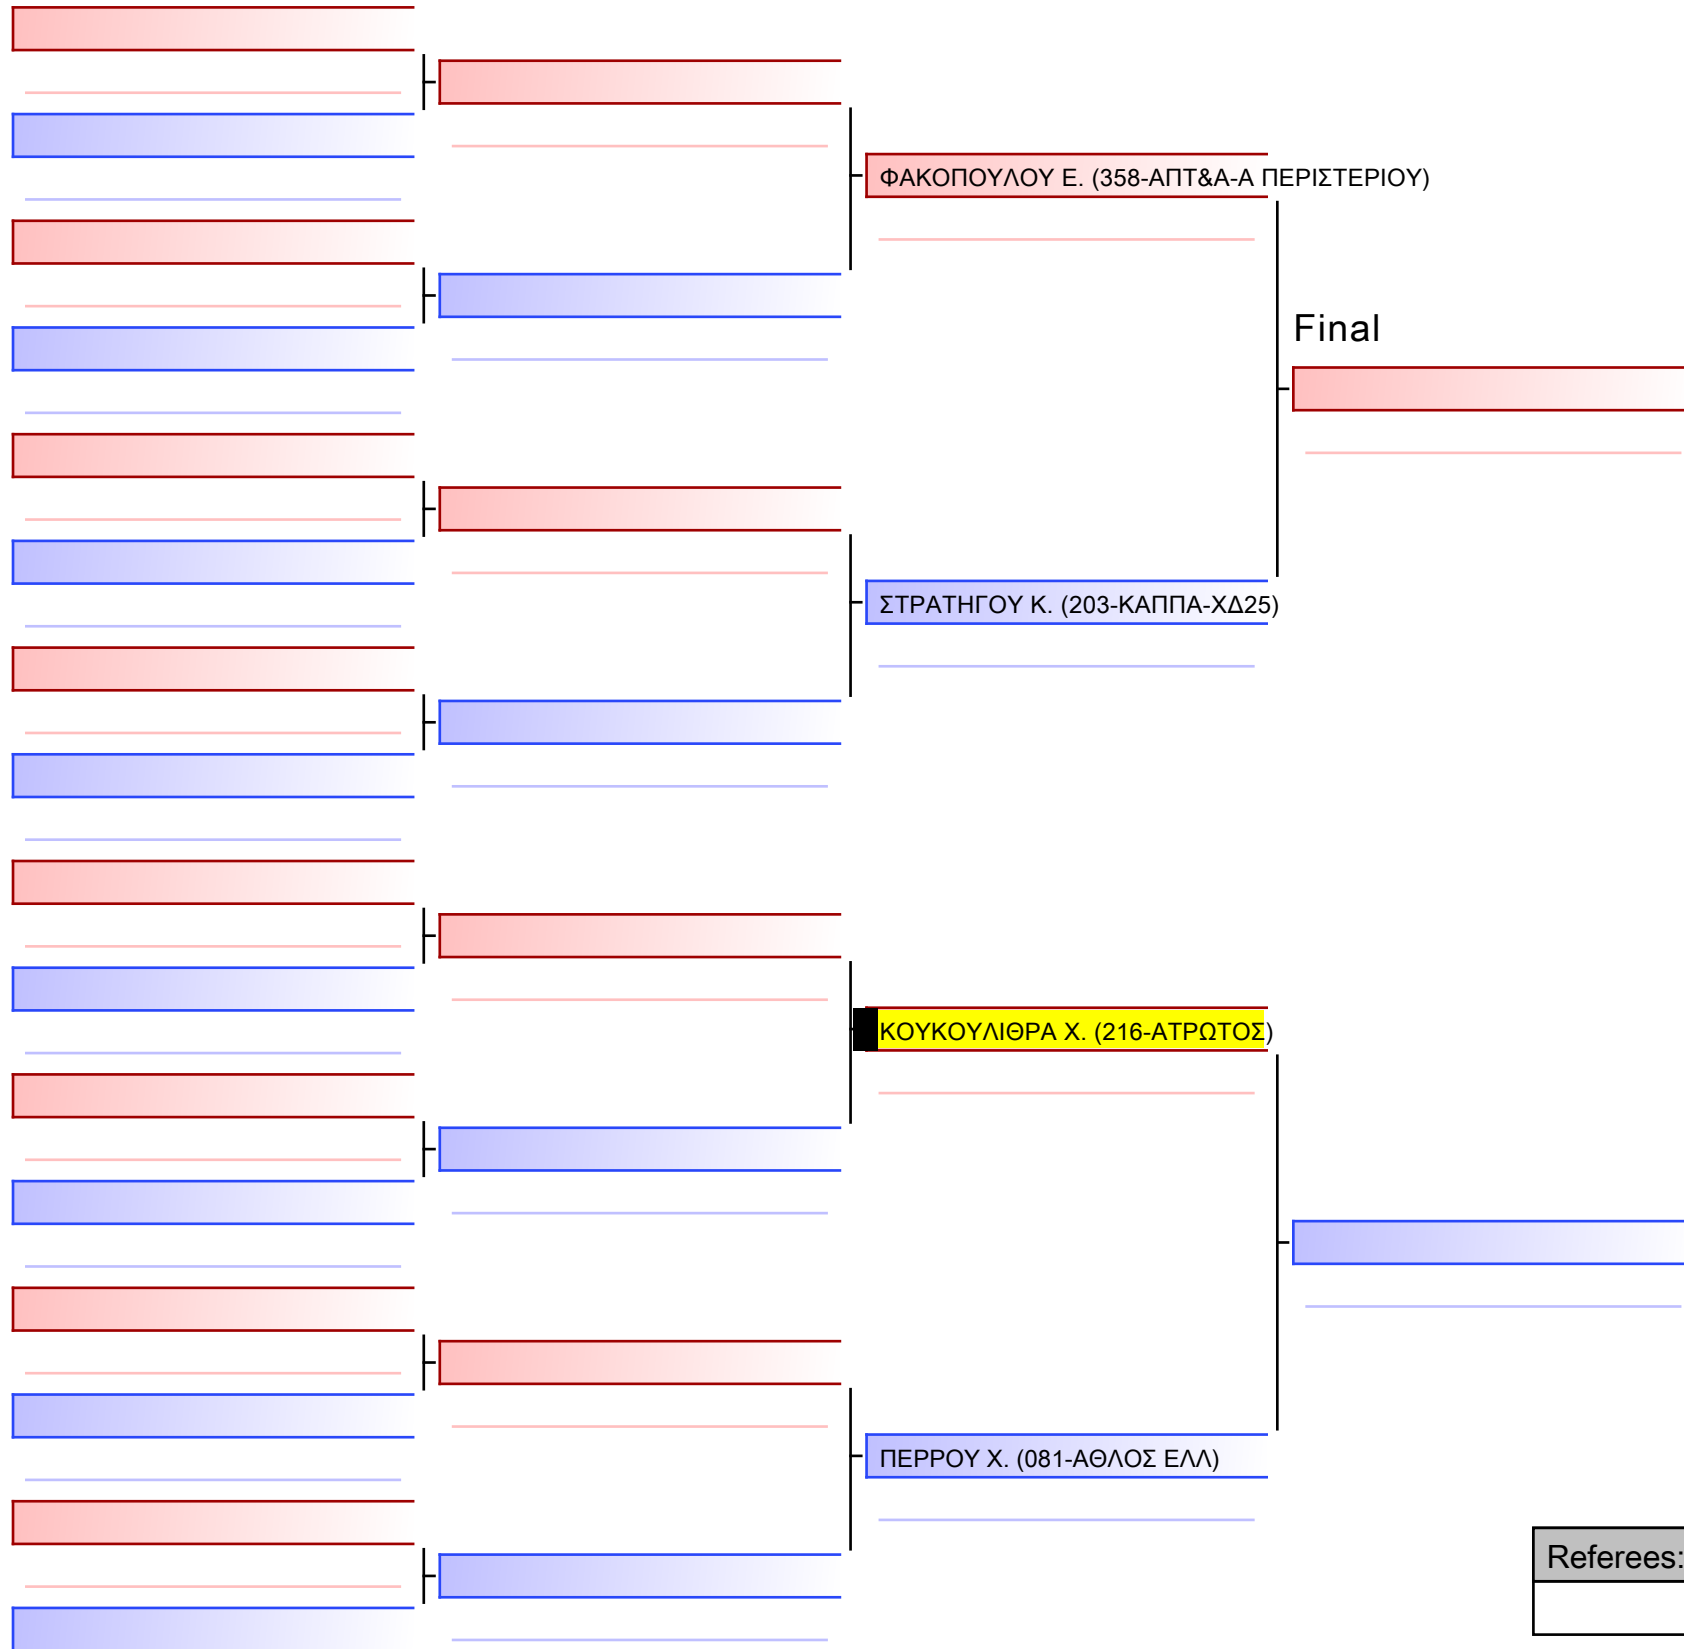 ΦΑΚΟΠΟΥΛΟΥ Ε. (358-ΑΠΤ&Α-Α ΠΕΡΙΣΤΕΡΙΟΥ)
Final
ΣΤΡΑΤΗΓΟΥ Κ. (203-ΚΑΠΠΑ-ΧΔ25)
ΚΟΥΚΟΥΛΙΘΡΑ Χ. (216-ΑΤΡΩΤΟΣ)
ΠΕΡΡΟΥ Χ. (081-ΑΘΛΟΣ ΕΛΛ)
Referees: